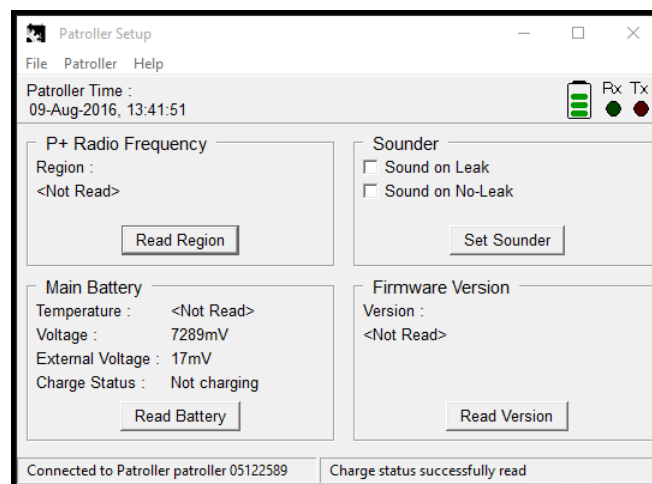 Patroller Setup
File Patroller Help
Patroller Time :
09-Aug-2016, 13:41:51
Rx Tx
P+ Radio Frequency
Region :
<Not Read>
Read Region
Sounder
Sound on Leak
Sound on No-Leak
Set Sounder
Main Battery
Temperature : <Not Read>
Voltage : 7289mV
External Voltage : 17mV
Charge Status : Not charging
Read Battery
Firmware Version
Version :
<Not Read>
Read Version
Connected to Patroller patroller 05122589
Charge status successfully read